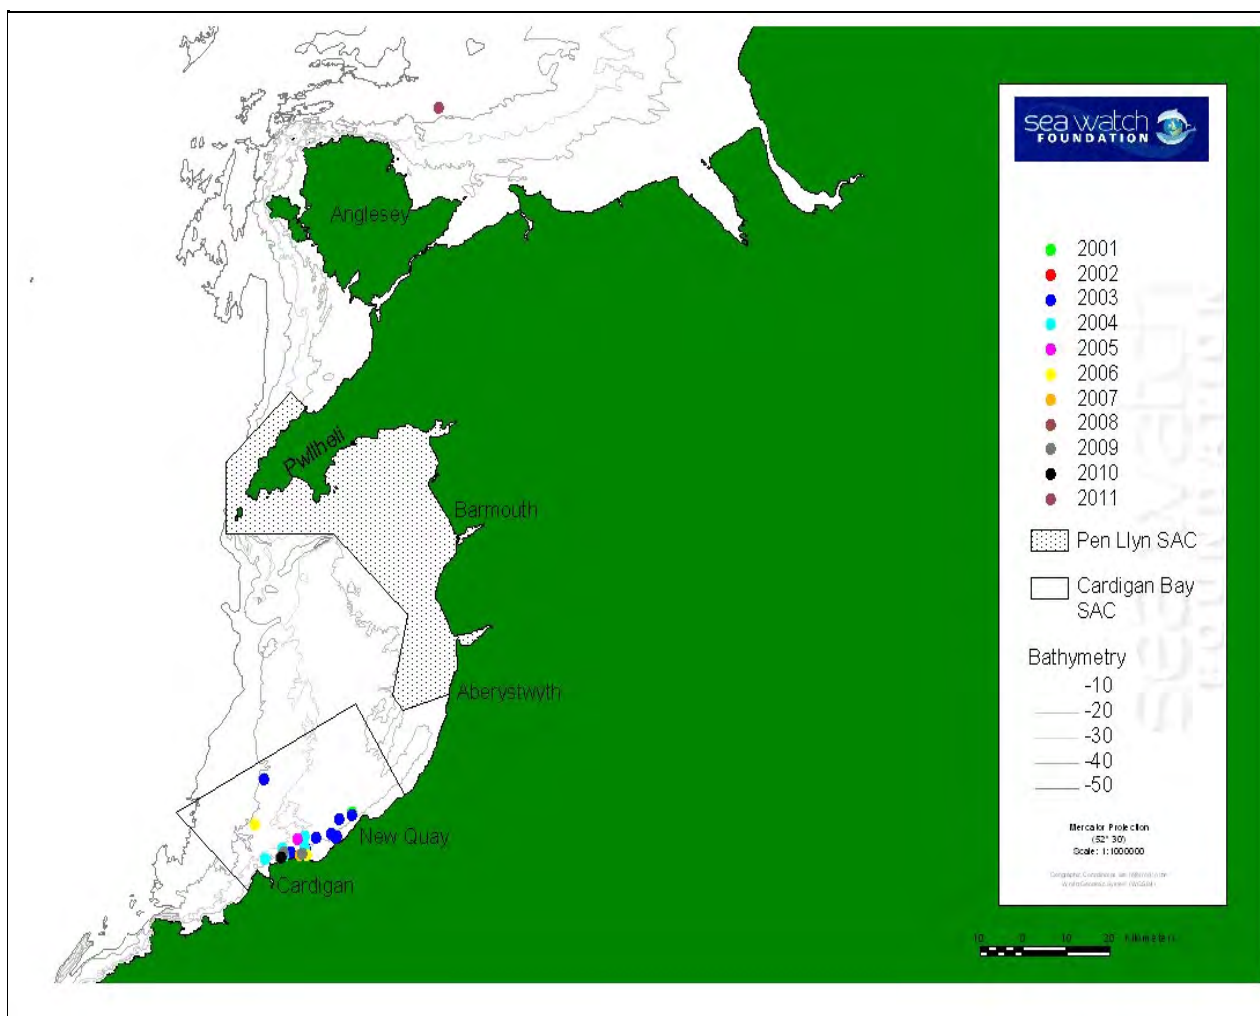 sea watch
FOUNDATION
Anglesey
Pwllheli
Barmouth
Aberystwyth
New Quay
Cardigan
2001
2002
2003
2004
2005
2006
2007
2008
2009
2010
2011
Pen Llyn SAC
Cardigan Bay
SAC
Bathymetry
-10
-20
-30
-40
-50
Mercator Projection
(52° 30)
Scale: 1:1000000
10 0 10 20 Kilometers